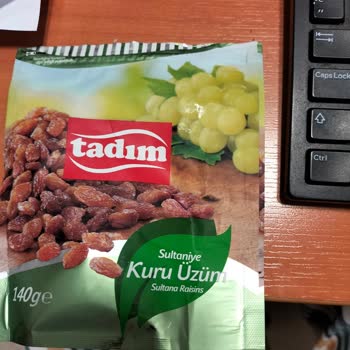 tadım
Sultaniye
Kuru Üzüm
Sultana Raisins
140g℮
Caps Lock
Ctrl